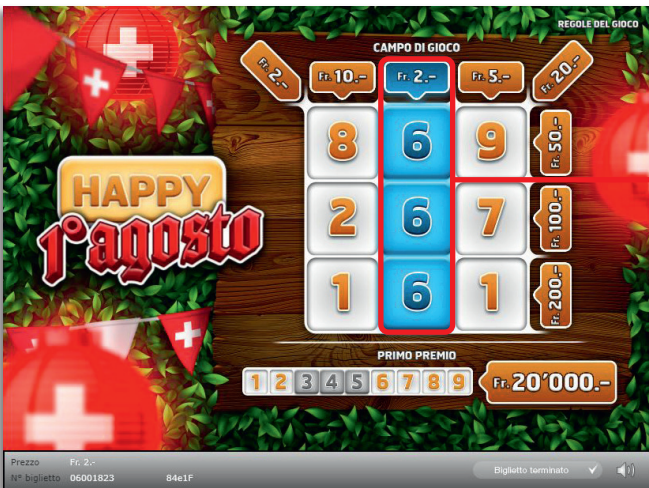 REGOLE DEL GIOCO
CAMPO DI GIOCO
Fr. 2.- Fr. 10.- Fr. 2.- Fr. 5.- Fr. 20.-
8 6 9 Fr. 50.-
HAPPY
1° agosto
2 6 7 Fr. 100.-
1 6 1 Fr. 200.-
PRIMO PREMIO
1 2 3 4 5 6 7 8 9 Fr. 20'000.-
Prezzo Fr. 2.-
N° biglietto 06001823 84e1F
Biglietto terminato